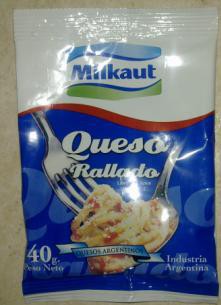 Milkaut
Queso
Rallado
QUESOS ARGENTINOS
40g.
Peso Neto
Industria
Argentina